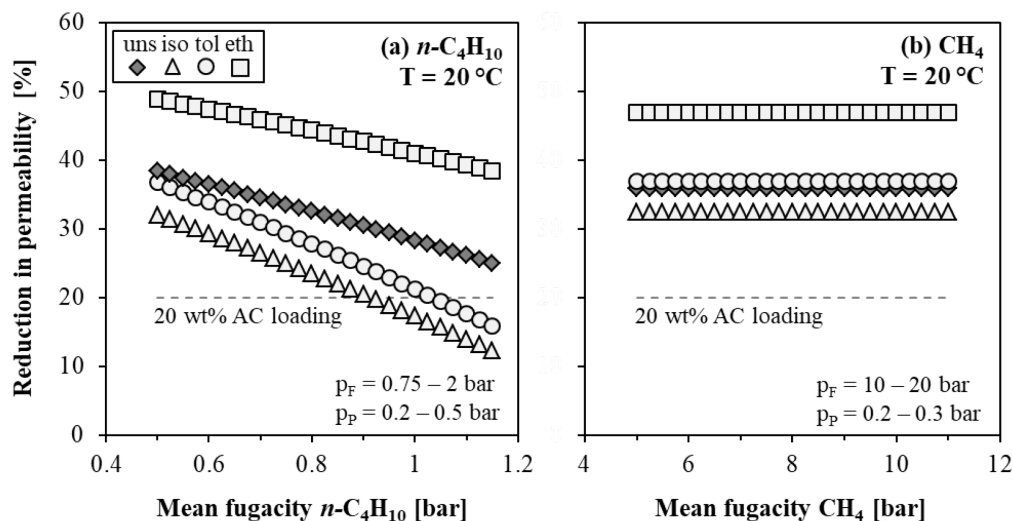 Reduction in permeability [%]
60
50
40
30
20
10
0
uns iso tol eth
(a) n-C4H10
T = 20 °C
20 wt% AC loading
pF = 0.75 – 2 bar
pP = 0.2 – 0.5 bar
0.4 0.6 0.8 1 1.2
Mean fugacity n-C4H10 [bar]
(b) CH4
T = 20 °C
20 wt% AC loading
pF = 10 – 20 bar
pP = 0.2 – 0.3 bar
4 6 8 10 12
Mean fugacity CH4 [bar]